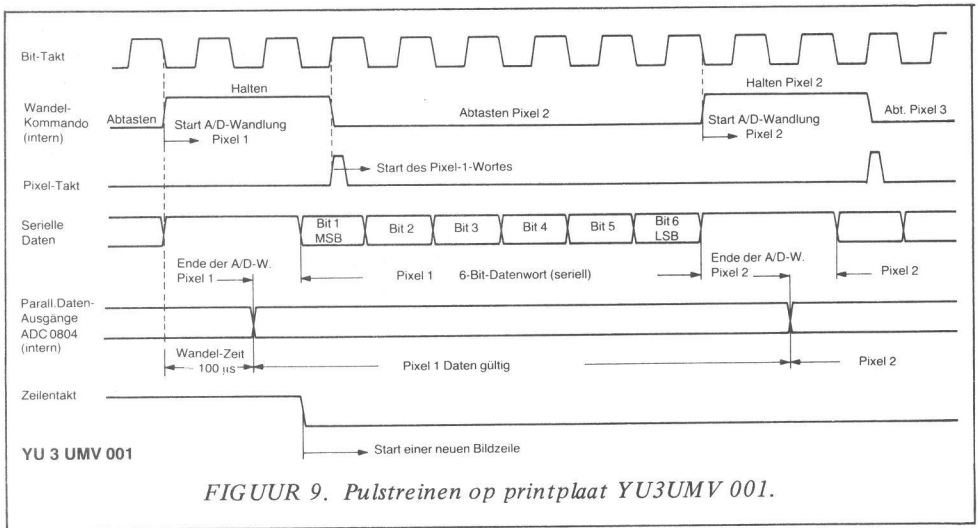 Bit-Takt
Halten
Halten Pixel 2
Wandel-
Kommando
(intern)
Abtasten
Start A/D-Wandlung
Pixel 1
Abtasten Pixel 2
Start A/D-Wandlung
Pixel 2
Abt. Pixel 3
Start des Pixel-1-Wortes
Pixel-Takt
Serielle
Daten
Bit 1
MSB
Bit 2
Bit 3
Bit 4
Bit 5
Bit 6
LSB
Ende der A/D-W.
Pixel 1
Pixel 1 6-Bit-Datenwort (seriell)
Ende der A/D-W.
Pixel 2
Pixel 2
Parall.Daten-
Ausgänge
ADC 0804
(intern)
Wandel-Zeit
100 µs
Pixel 1 Daten gültig
Pixel 2
Zeilentakt
Start einer neuen Bildzeile
YU 3 UMV 001
FIGUUR 9. Pulstreinen op printplaat YU3UMV 001.